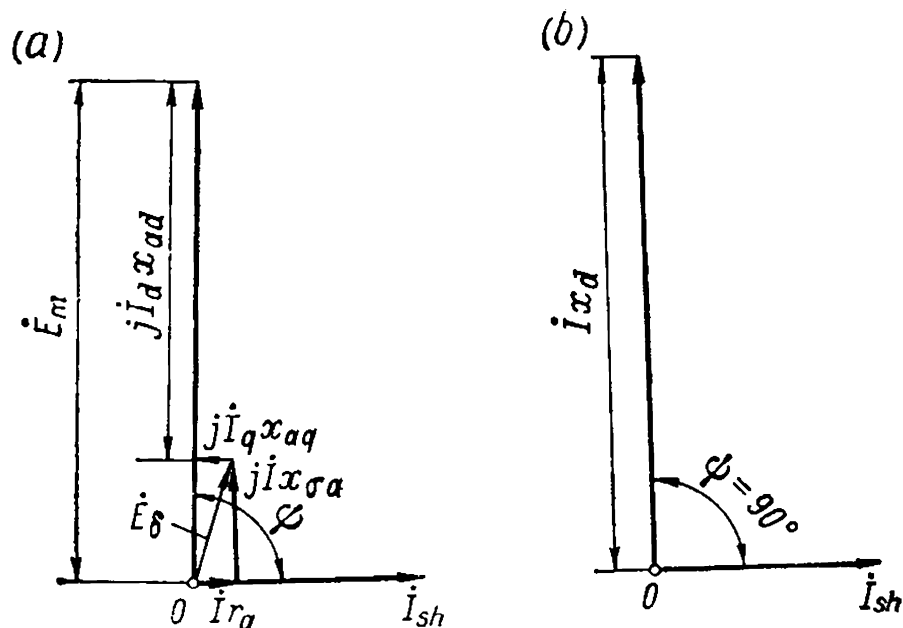 (a)
Ė_m
jİ_d x_ad
jİ_q x_aq
jİx_σa
Ė_δ
ψ
0
İr_a
İ_sh
(b)
İx_d
ψ=90°
0
İ_sh